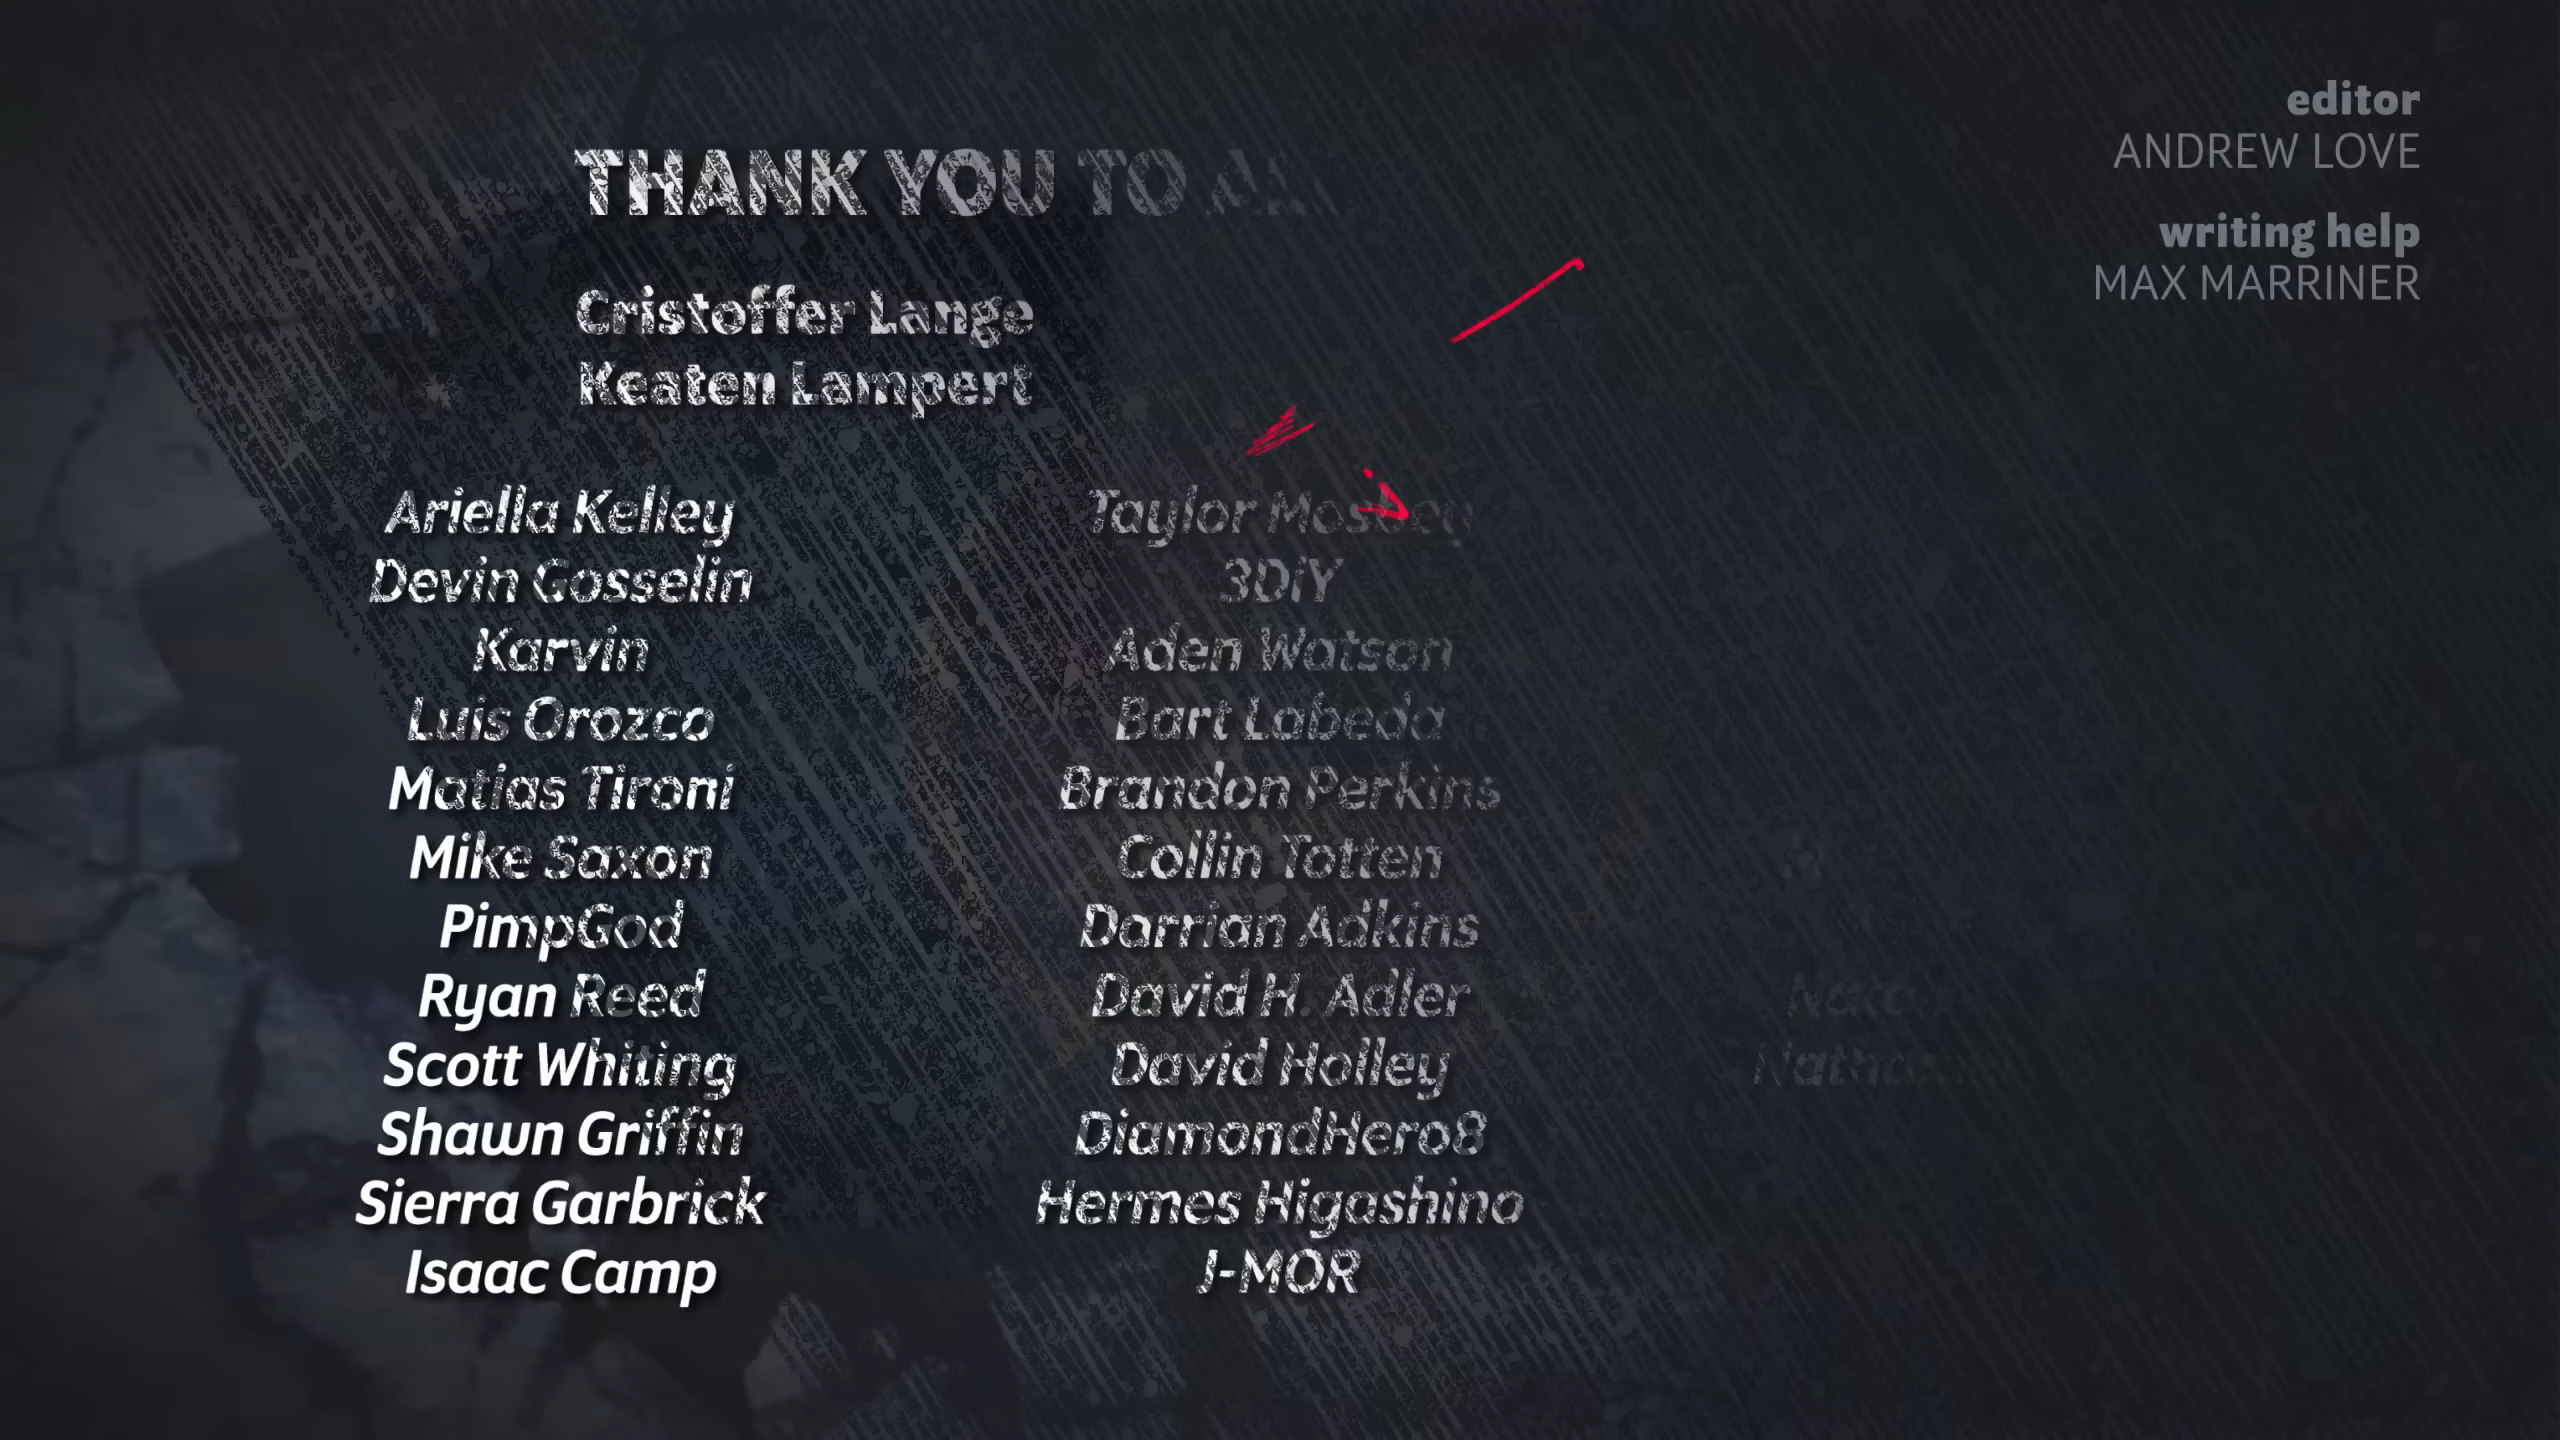 THANK YOU TO
Cristoffer Lange
Keaten Lampert
Ariella Kelley
Devin Gosselin
Karvin
Luis Orozco
Matias Tironi
Mike Saxon
PimpGod
Ryan Reed
Scott Whiting
Shawn Griffin
Sierra Garbrick
Isaac Camp
Taylor Mosbey
3DiY
Aden Watson
Bart Labeda
Brandon Perkins
Collin Totten
Darrian Adkins
David H. Adler
David Holley
DiamondHero8
Hermes Higashino
J-MOR
editor
ANDREW LOVE
writing help
MAX MARRINER